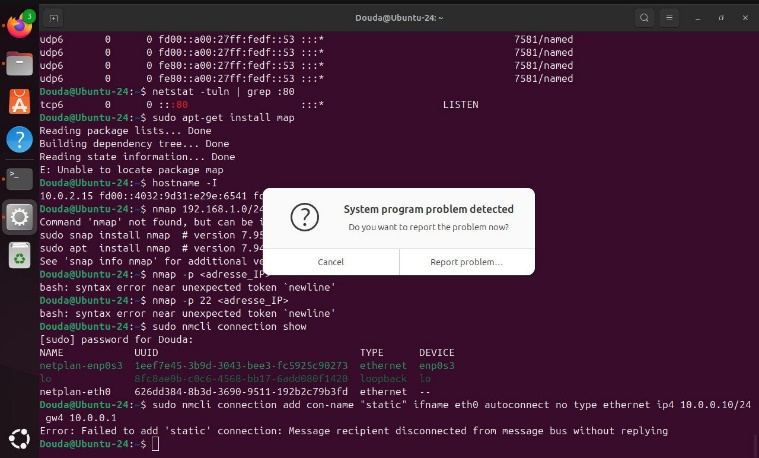 3
Douda@Ubuntu-24: ~
udp6 0 0 fd00::a00:27ff:fedf::53 :::* 7581/named
udp6 0 0 fd00::a00:27ff:fedf::53 :::* 7581/named
udp6 0 0 fe80::a00:27ff:fedf::53 :::* 7581/named
udp6 0 0 fe80::a00:27ff:fedf::53 :::* 7581/named
Douda@Ubuntu-24:~$ netstat -tuln | grep :80
tcp6 0 0 :::80 :::* LISTEN
Douda@Ubuntu-24:~$ sudo apt-get install map
Reading package lists... Done
Building dependency tree... Done
Reading state information... Done
E: Unable to locate package map
Douda@Ubuntu-24:~$ hostname -I
10.0.2.15 fd00::4032:9d31:e29e:6541
Douda@Ubuntu-24:~$ nmap 192.168.1.0/24
Command 'nmap' not found, but can be
sudo snap install nmap # version 7.95
sudo apt install nmap # version 7.94
See 'snap info nmap' for additional
Douda@Ubuntu-24:~$ nmap -p <adresse_IP>
bash: syntax error near unexpected token `newline'
Douda@Ubuntu-24:~$ nmap -p 22 <adresse_IP>
bash: syntax error near unexpected token `newline'
Douda@Ubuntu-24:~$ sudo nmcli connection show
[sudo] password for Douda:
NAME UUID TYPE DEVICE
netplan-enp0s3 1eef7e45-3b9d-3043-bee3-fc5925c90273 ethernet enp0s3
lo 8fc8ae0b-c0c6-4568-bb17-6add080f1420 loopback lo
netplan-eth0 626dd384-8b3d-3690-9511-192b2c79b3fd ethernet --
Douda@Ubuntu-24:~$ sudo nmcli connection add con-name "static" ifname eth0 autoconnect no type ethernet ip4 10.0.0.10/24
gw4 10.0.0.1
Error: Failed to add 'static' connection: Message recipient disconnected from message bus without replying
Douda@Ubuntu-24:~$
System program problem detected
Do you want to report the problem now?
Cancel
Report problem…